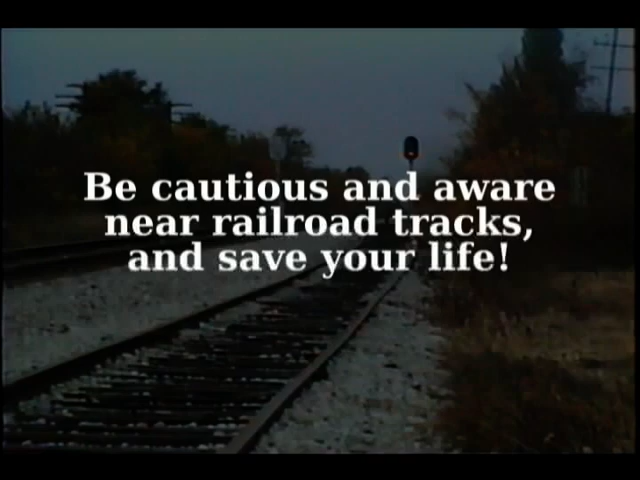 Be cautious and aware
near railroad tracks,
and save your life!